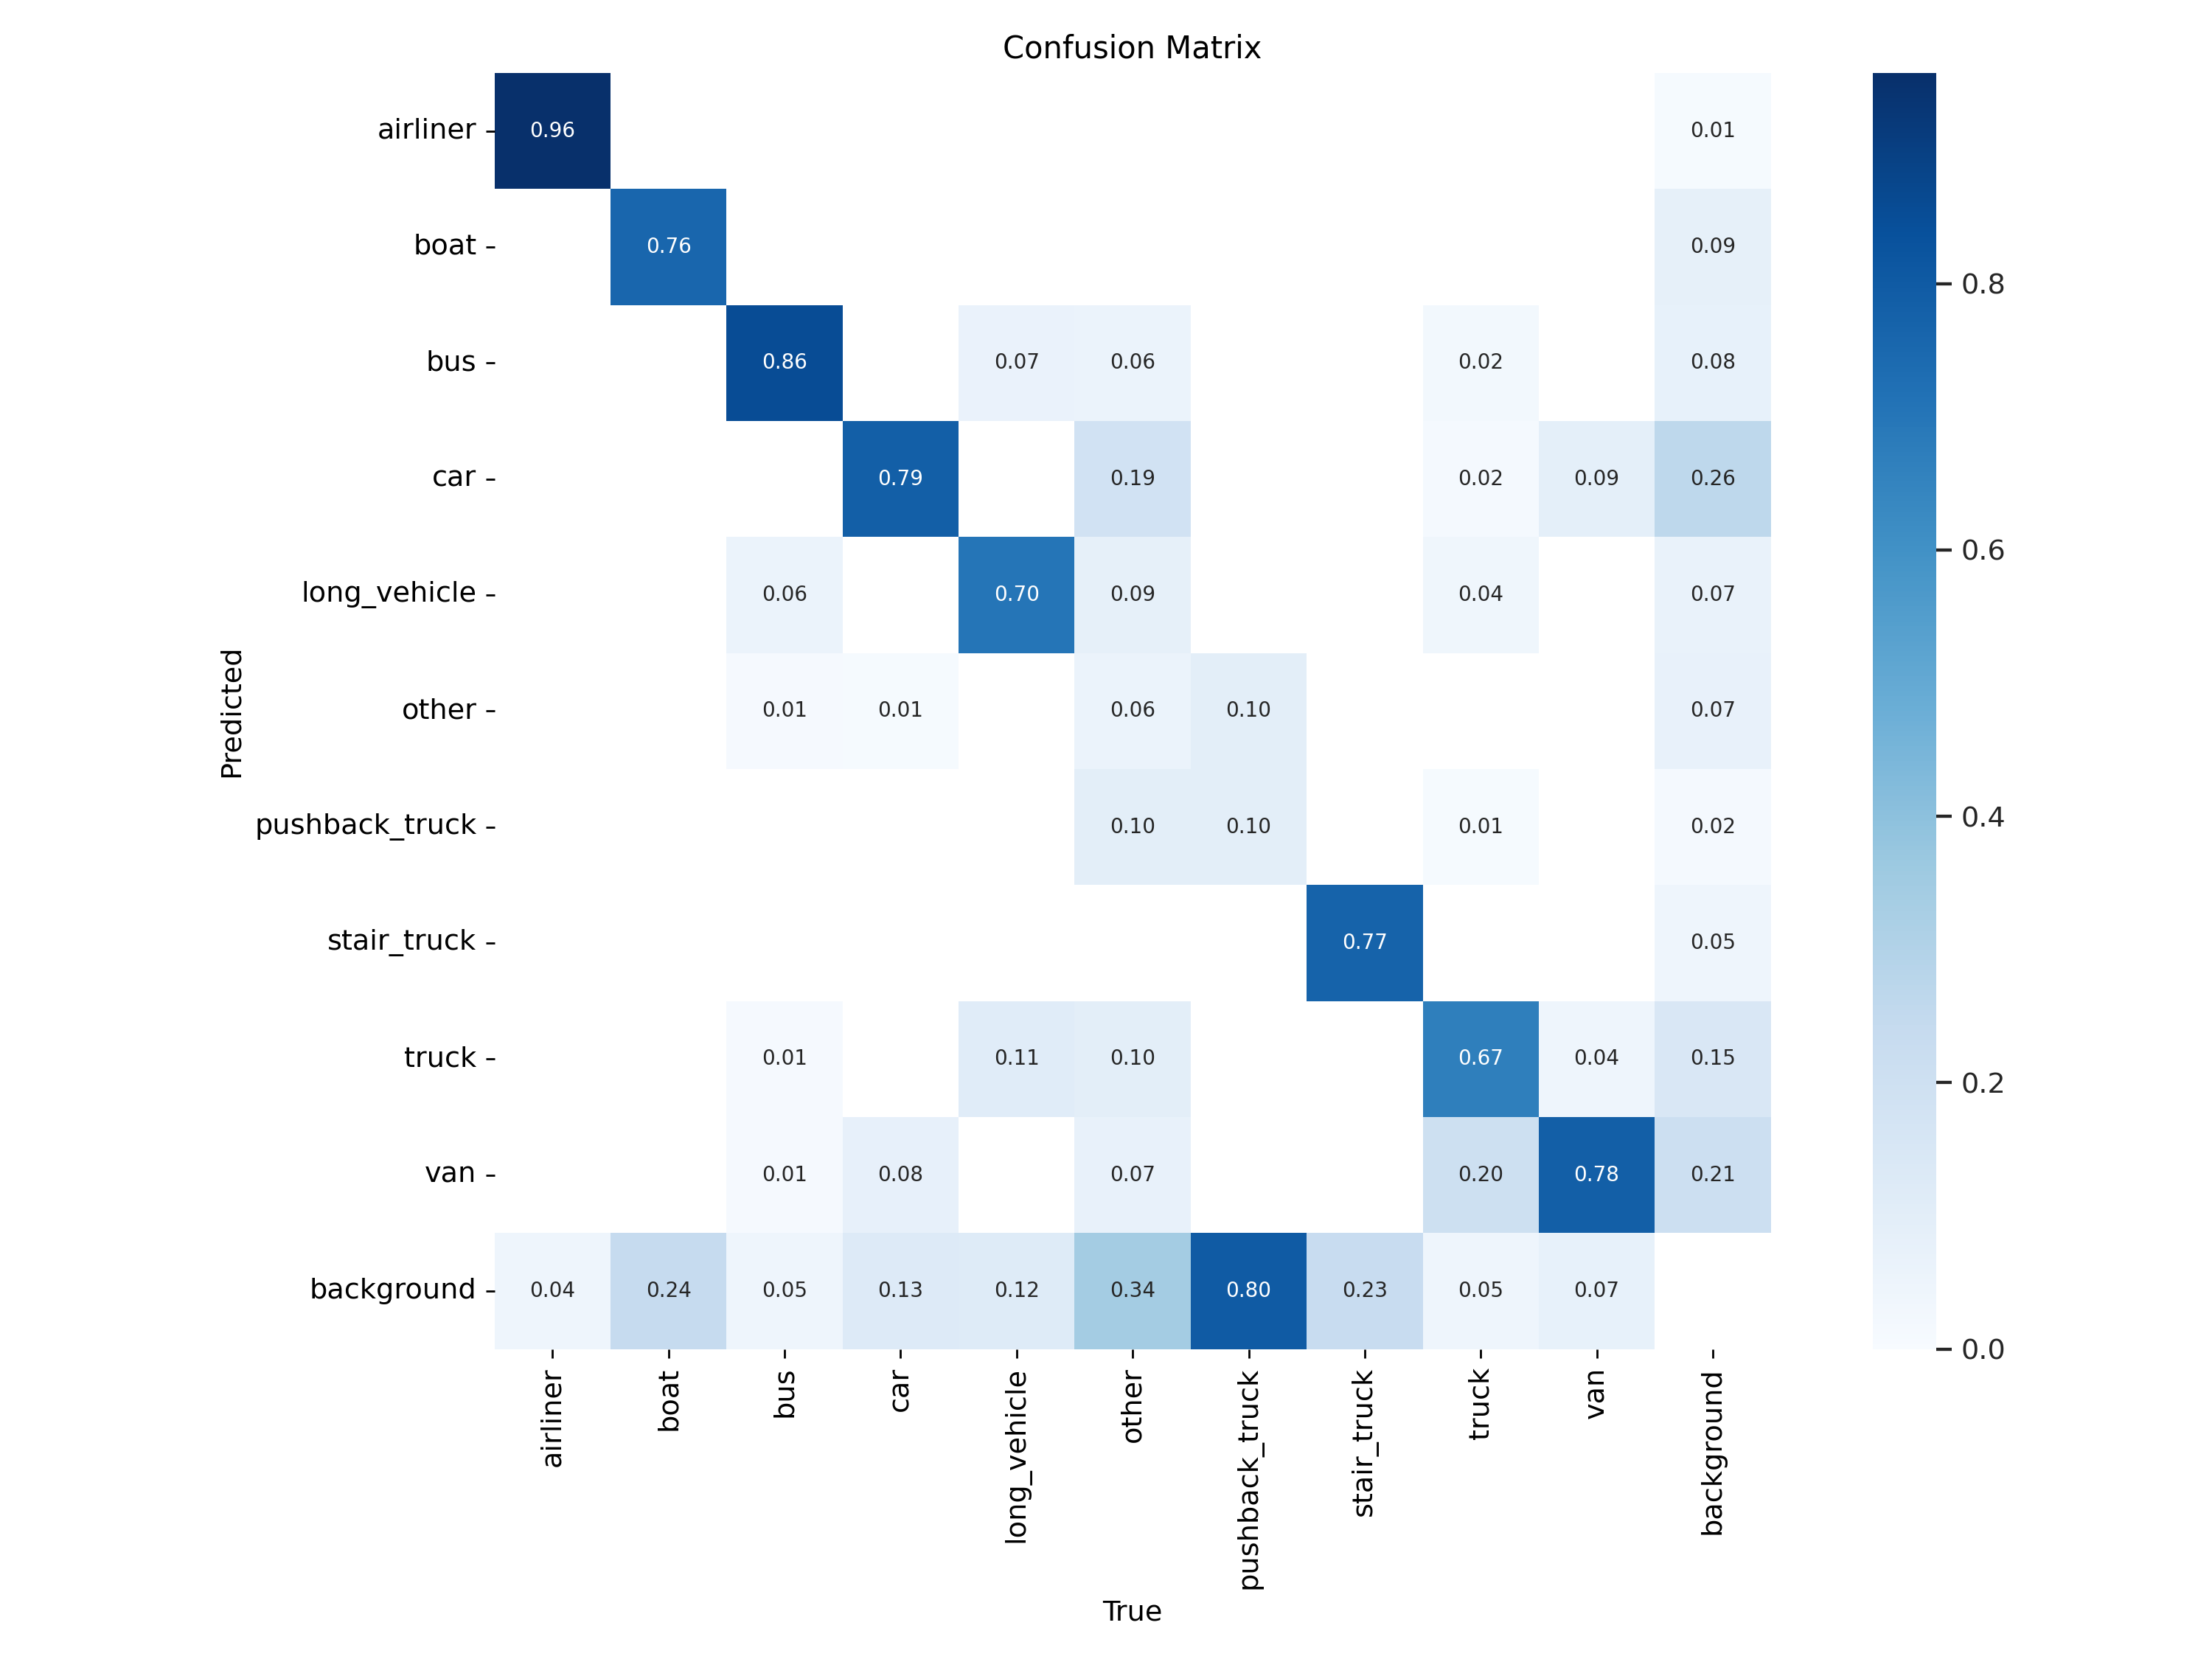 Confusion Matrix
airliner 0.96 0.01
boat 0.76 0.09
0.8
bus 0.86 0.07 0.06 0.02 0.08
car 0.79 0.19 0.02 0.09 0.26
0.6
long_vehicle 0.06 0.70 0.09 0.04 0.07
Predicted
other 0.01 0.01 0.06 0.10 0.07
0.4
pushback_truck 0.10 0.10 0.01 0.02
stair_truck 0.77 0.05
truck 0.01 0.11 0.10 0.67 0.04 0.15
0.2
van 0.01 0.08 0.07 0.20 0.78 0.21
background 0.04 0.24 0.05 0.13 0.12 0.34 0.80 0.23 0.05 0.07
0.0
airliner boat bus car long_vehicle other pushback_truck stair_truck truck van background
True